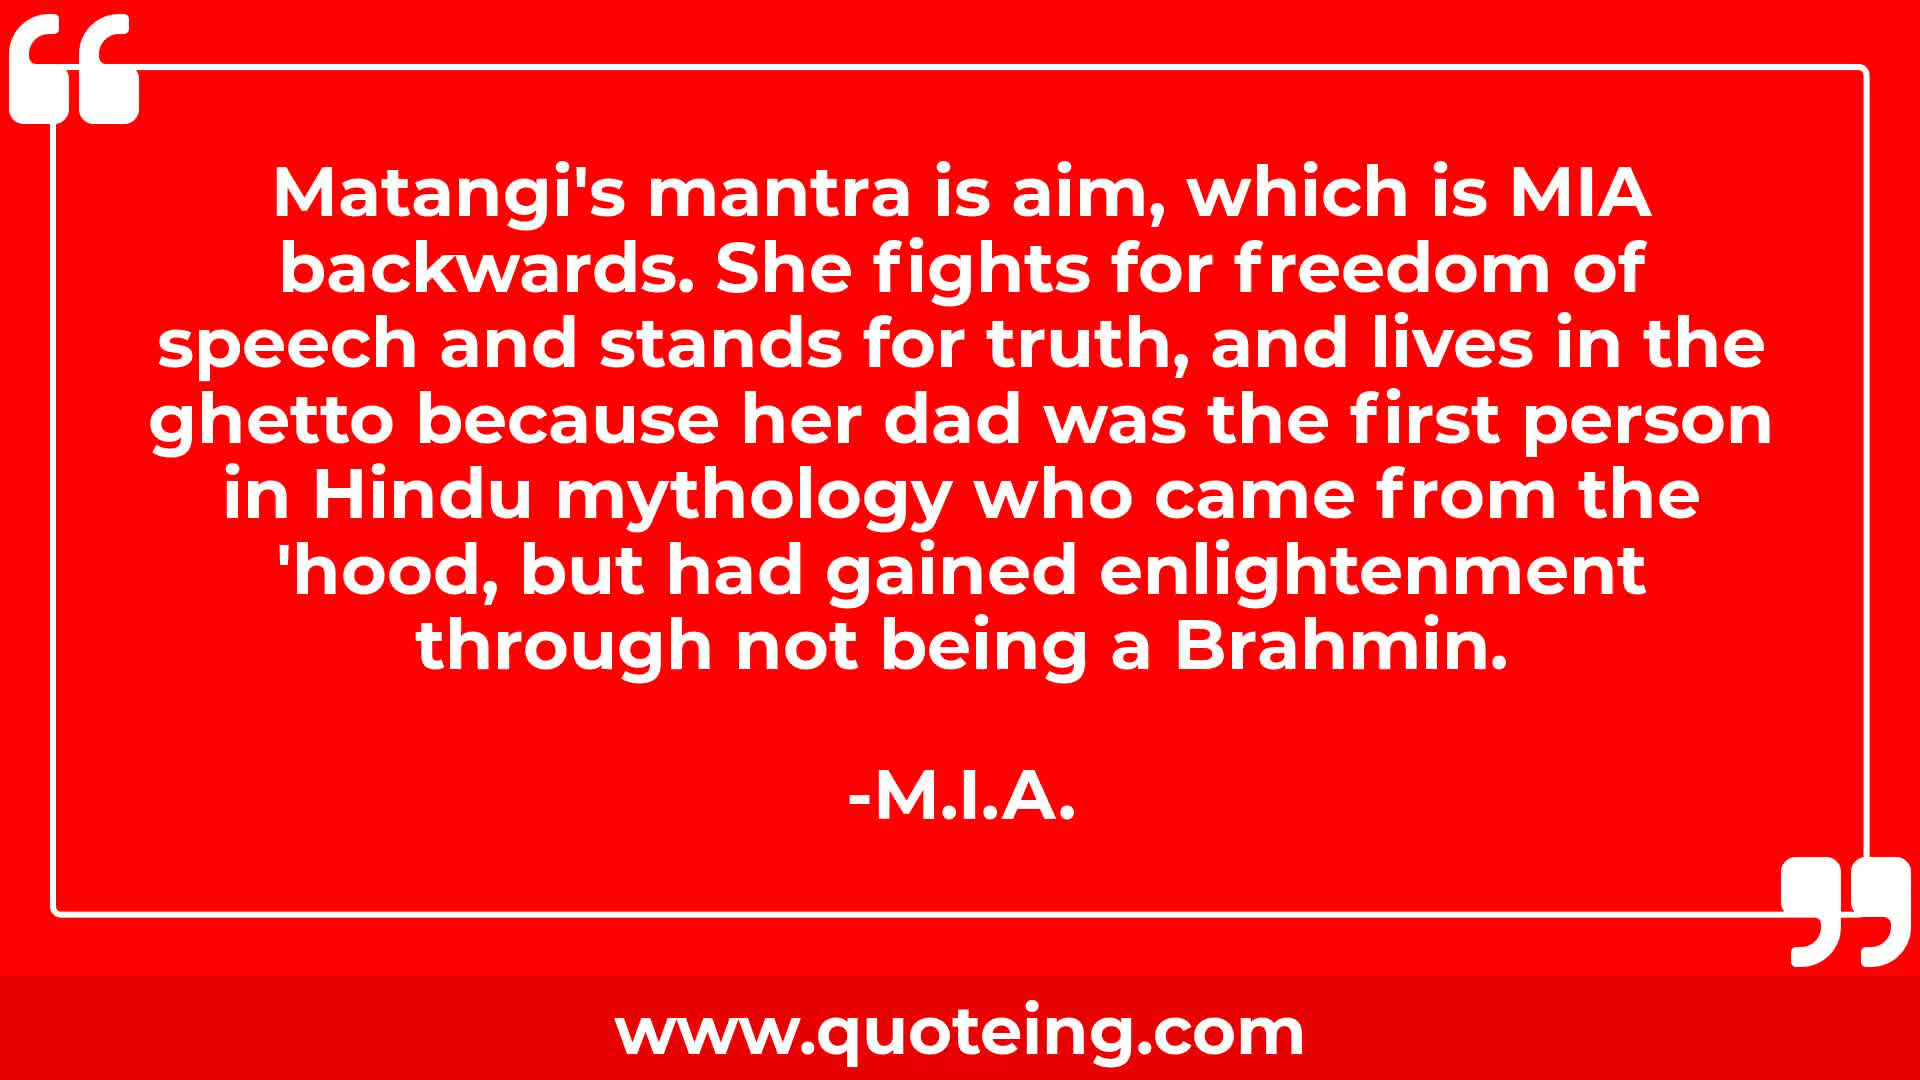 Matangi's mantra is aim, which is MIA
backwards. She fights for freedom of
speech and stands for truth, and lives in the
ghetto because her dad was the first person
in Hindu mythology who came from the
'hood, but had gained enlightenment
through not being a Brahmin.
-M.I.A.
www.quoteing.com